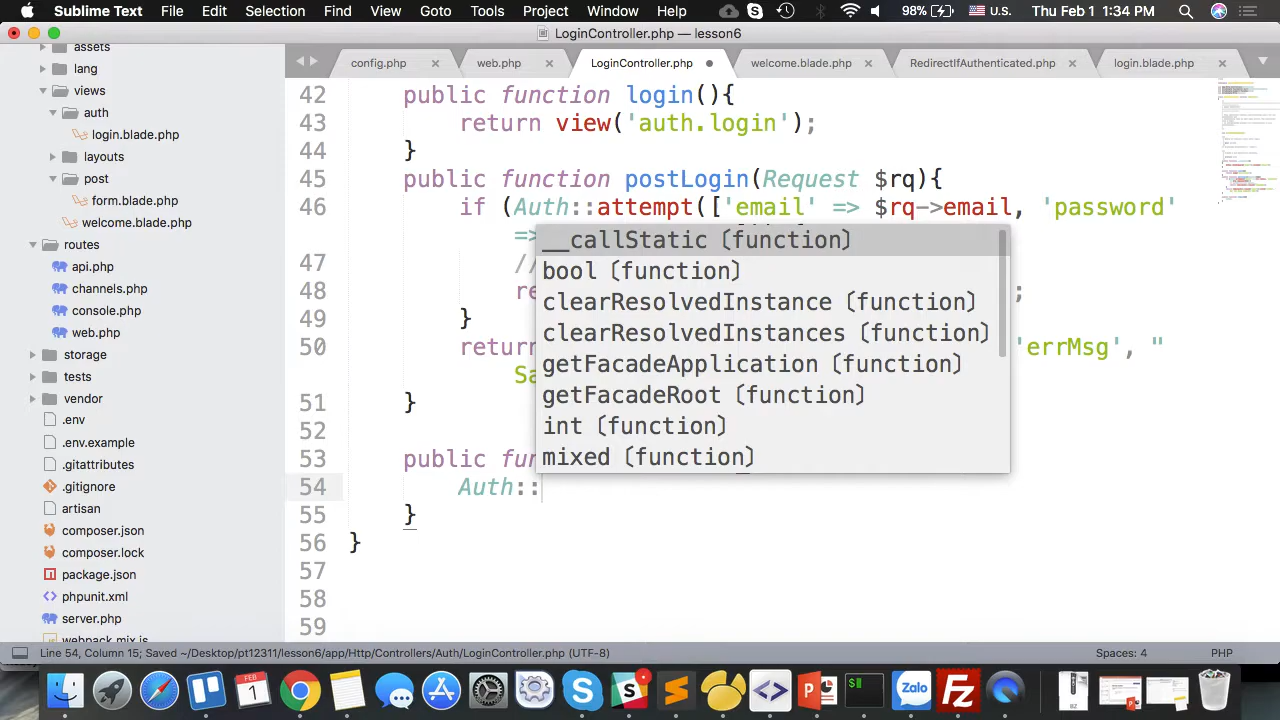 Sublime Text File Edit Selection Find View Goto Tools Project Window Help 98% U.S. Thu Feb 1 1:34 PM
LoginController.php — lesson6
config.php × web.php × LoginController.php welcome.blade.php × RedirectIfAuthenticated.php × login.blade.php ×
assets
lang
views
login.blade.php
layouts
form.blade.php
routes
api.php
channels.php
console.php
web.php
storage
tests
vendor
.env
.env.example
.gitattributes
.gitignore
artisan
composer.json
composer.lock
package.json
phpunit.xml
server.php
webpack.mix.js
42 public function login(){
43 return view('auth.login')
44 }
45 public function postLogin(Request $rq){
46 if (Auth::attempt(['email => $rq->email, 'password'
=>
47 //
48 re ;
49 }
50 return 'errMsg', "
Sa
51 }
52
53 public fun
54 Auth::
55 }
56 }
57
58
59
__callStatic (function)
bool (function)
clearResolvedInstance (function)
clearResolvedInstances (function)
getFacadeApplication (function)
getFacadeRoot (function)
int (function)
mixed (function)
Line 54, Column 15; Saved ~/Desktop/pt12311/lesson6/app/Http/Controllers/Auth/LoginController.php (UTF-8) Spaces: 4 PHP
FEB
1
Zalo